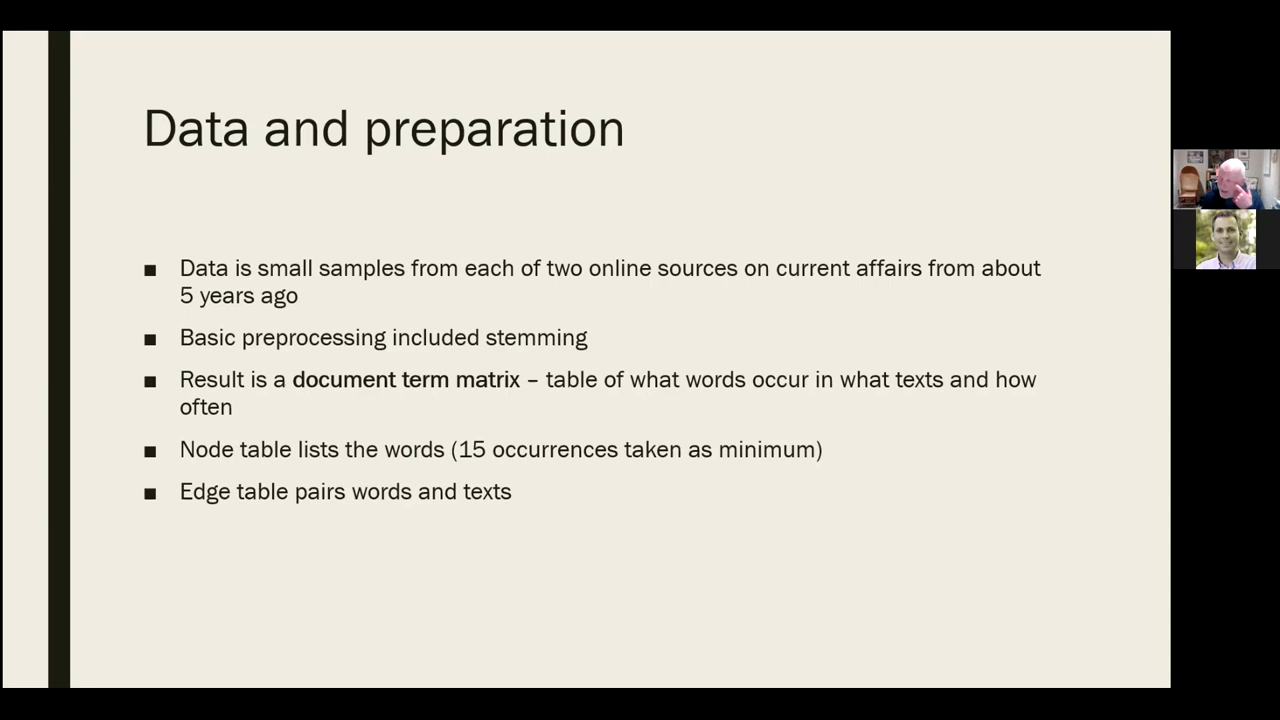 Data and preparation
■ Data is small samples from each of two online sources on current affairs from about
5 years ago
■ Basic preprocessing included stemming
■ Result is a document term matrix – table of what words occur in what texts and how
often
■ Node table lists the words (15 occurrences taken as minimum)
■ Edge table pairs words and texts